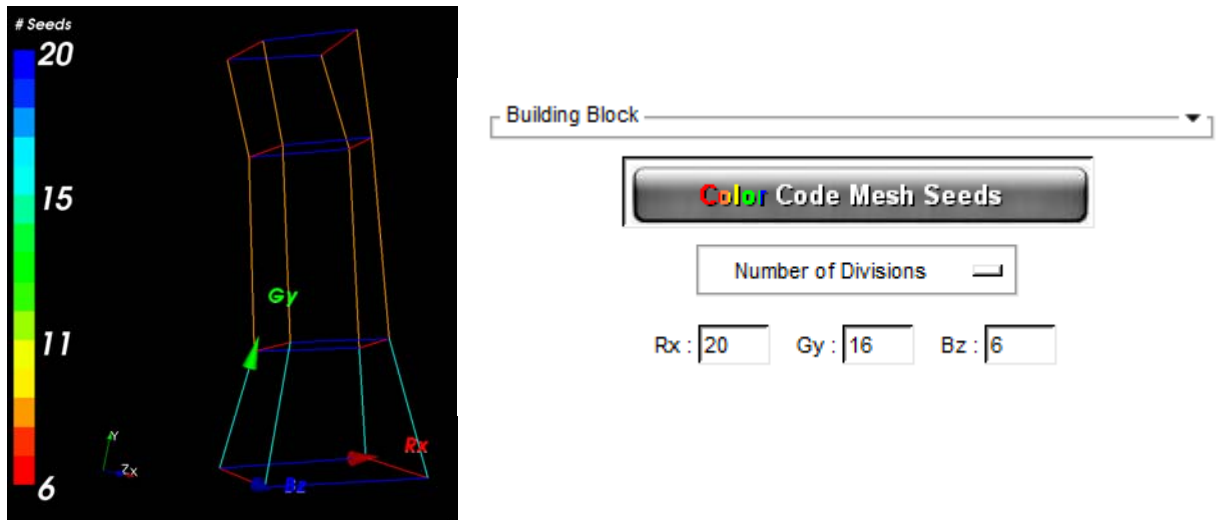 # Seeds
20
15
11
6
Gy
Rx
Bz
Y
Zx
Building Block
Color Code Mesh Seeds
Number of Divisions
Rx : 20 Gy : 16 Bz : 6